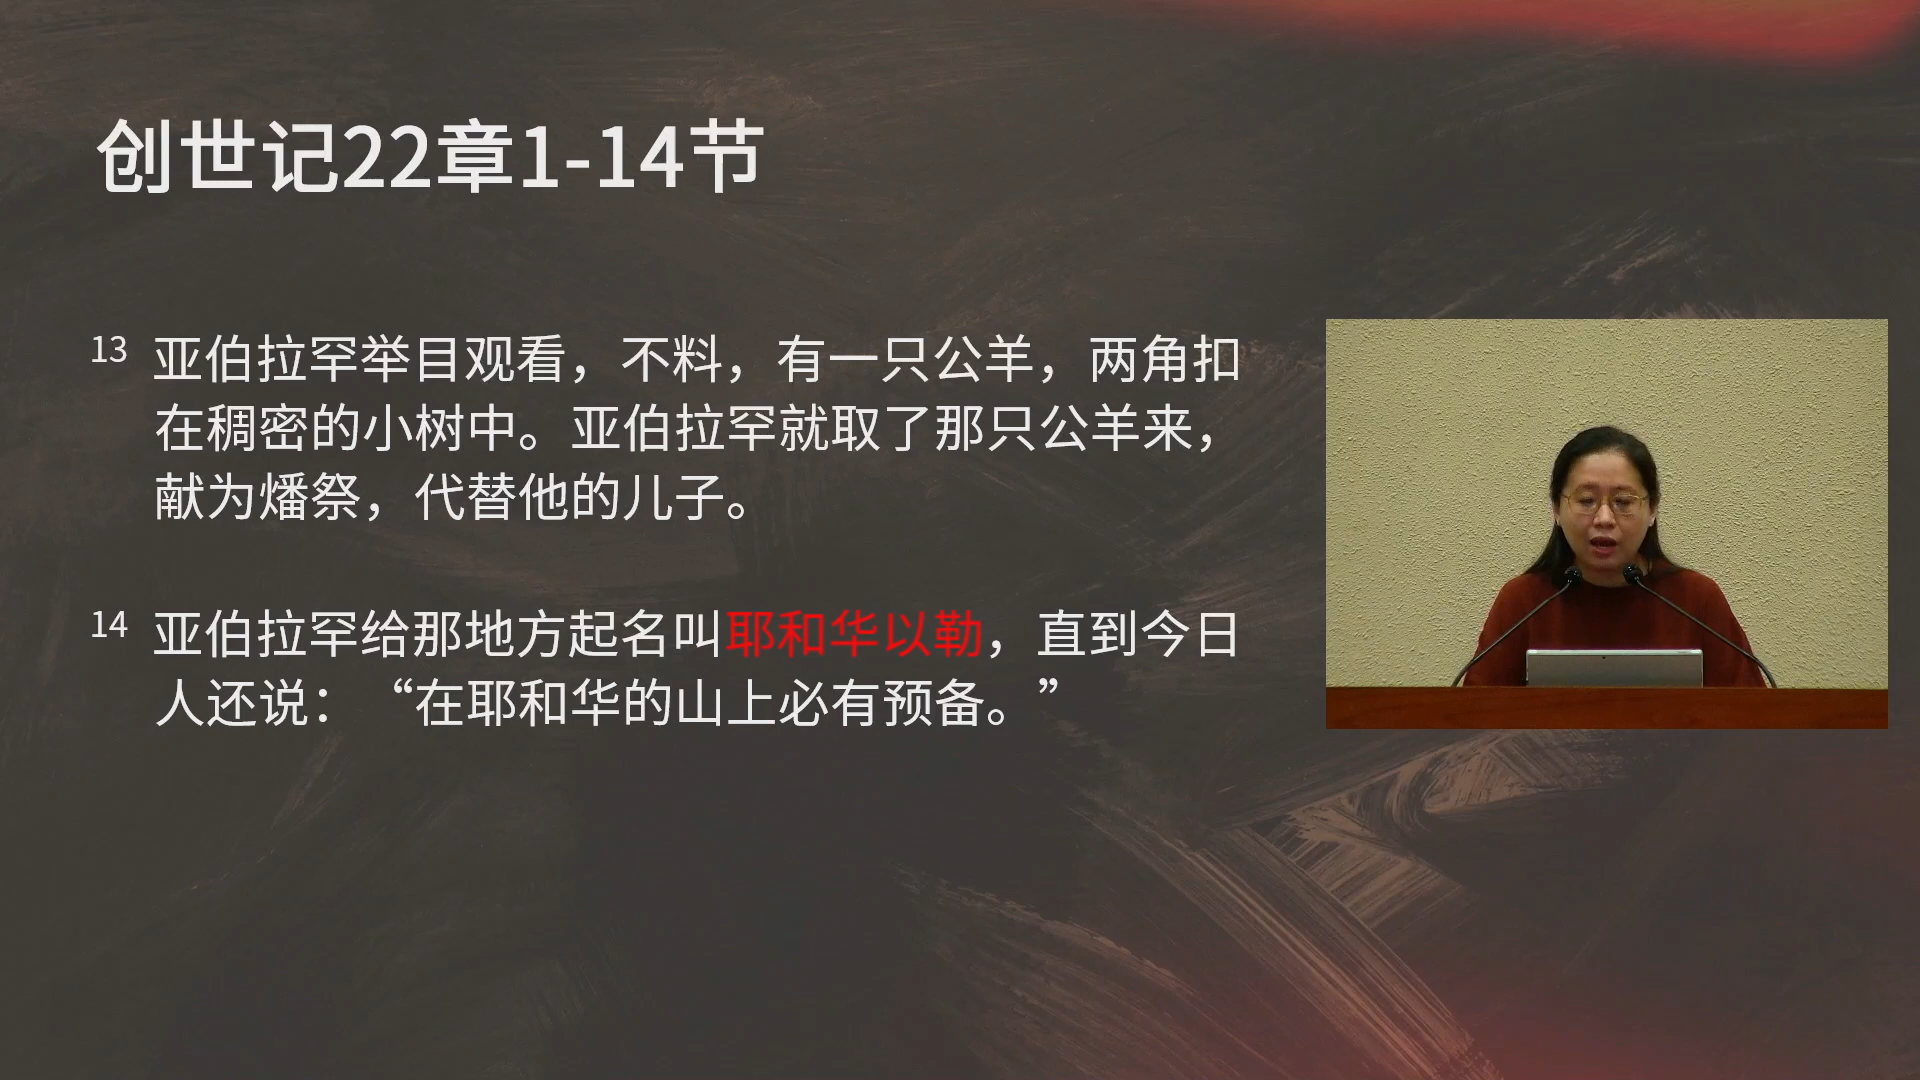 创世记22章1-14节
13 亚伯拉罕举目观看，不料，有一只公羊，两角扣
在稠密的小树中。亚伯拉罕就取了那只公羊来，
献为燔祭，代替他的儿子。
14 亚伯拉罕给那地方起名叫耶和华以勒，直到今日
人还说：“在耶和华的山上必有预备。”